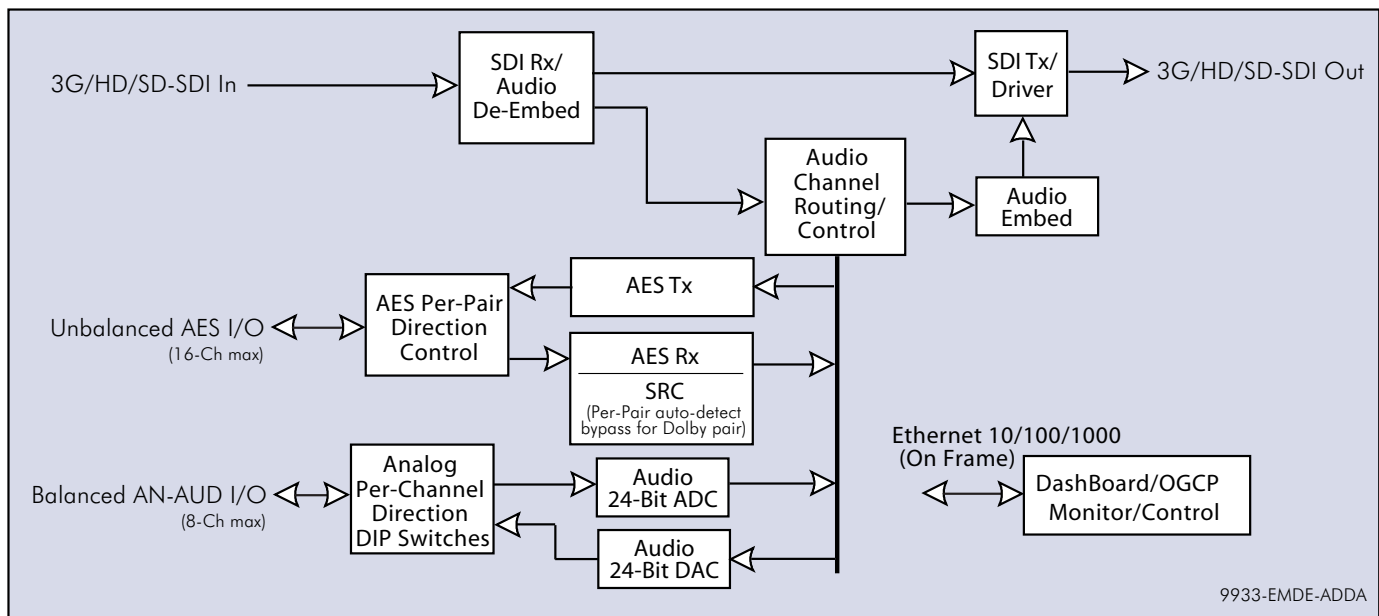 3G/HD/SD-SDI In
SDI Rx/
Audio
De-Embed
SDI Tx/
Driver
3G/HD/SD-SDI Out
Audio
Channel
Routing/
Control
Audio
Embed
Unbalanced AES I/O
(16-Ch max)
AES Per-Pair
Direction
Control
AES Tx
AES Rx
SRC
(Per-Pair auto-detect
bypass for Dolby pair)
Balanced AN-AUD I/O
(8-Ch max)
Analog
Per-Channel
Direction
DIP Switches
Audio
24-Bit ADC
Audio
24-Bit DAC
Ethernet 10/100/1000
(On Frame)
DashBoard/OGCP
Monitor/Control
9933-EMDE-ADDA